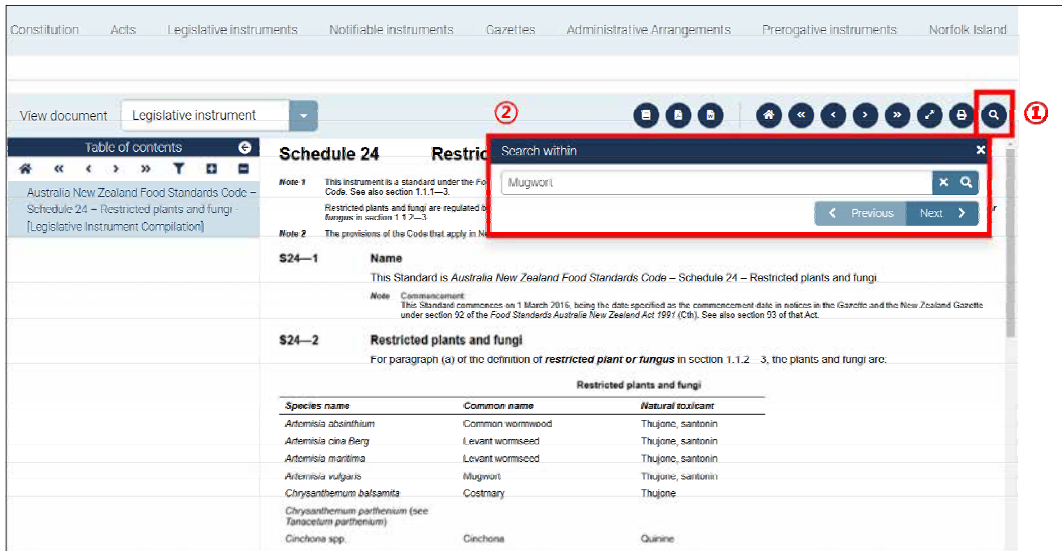 Constitution Acts Legislative instruments Notifiable instruments Gazettes Administrative Arrangements Prerogative instruments Norfolk Island
View document Legislative instrument
② ①
Table of contents
Australia New Zealand Food Standards Code –
Schedule 24 – Restricted plants and fungi -
[Legislative Instrument Compilation]
Search within
Mugwort
Previous Next
Schedule 24 Restric
Note 1 This instrument is a standard under the Foo
Code. See also section 1.1.1—3.
Restricted plants and fungi are regulated b
fungus in section 1.1.2—3.
Note 2 The provisions of the Code that apply in Ne
S24—1 Name
This Standard is Australia New Zealand Food Standards Code – Schedule 24 – Restricted plants and fungi.
Note Commencement:
This Standard commences on 1 March 2016, being the date specified as the commencement date in notices in the Gazette and the New Zealand Gazette
under section 92 of the Food Standards Australia New Zealand Act 1991 (Cth). See also section 93 of that Act.
S24—2 Restricted plants and fungi
For paragraph (a) of the definition of restricted plant or fungus in section 1.1.2—3, the plants and fungi are:
Restricted plants and fungi
Species name Common name Natural toxicant
Artemisia absinthium Common wormwood Thujone, santonin
Artemisia cina Berg Levant wormseed Thujone, santonin
Artemisia maritima Levant wormseed Thujone, santonin
Artemisia vulgaris Mugwort Thujone, santonin
Chrysanthemum balsamita Costmary Thujone
Chrysanthemum parthenium (see
Tanacetum parthenium)
Cinchona spp. Cinchona Quinine